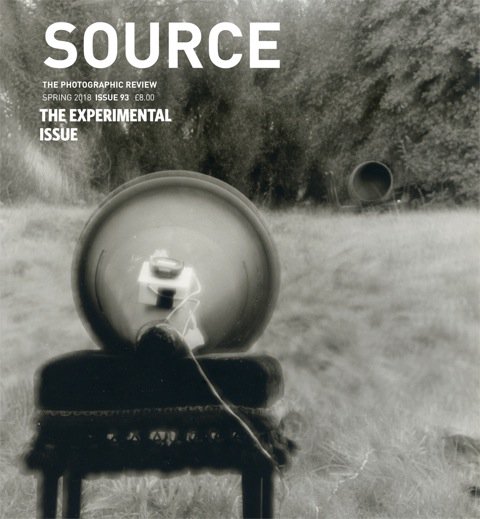 SOURCE
THE PHOTOGRAPHIC REVIEW
SPRING 2018 ISSUE 93 £8.00
THE EXPERIMENTAL
ISSUE